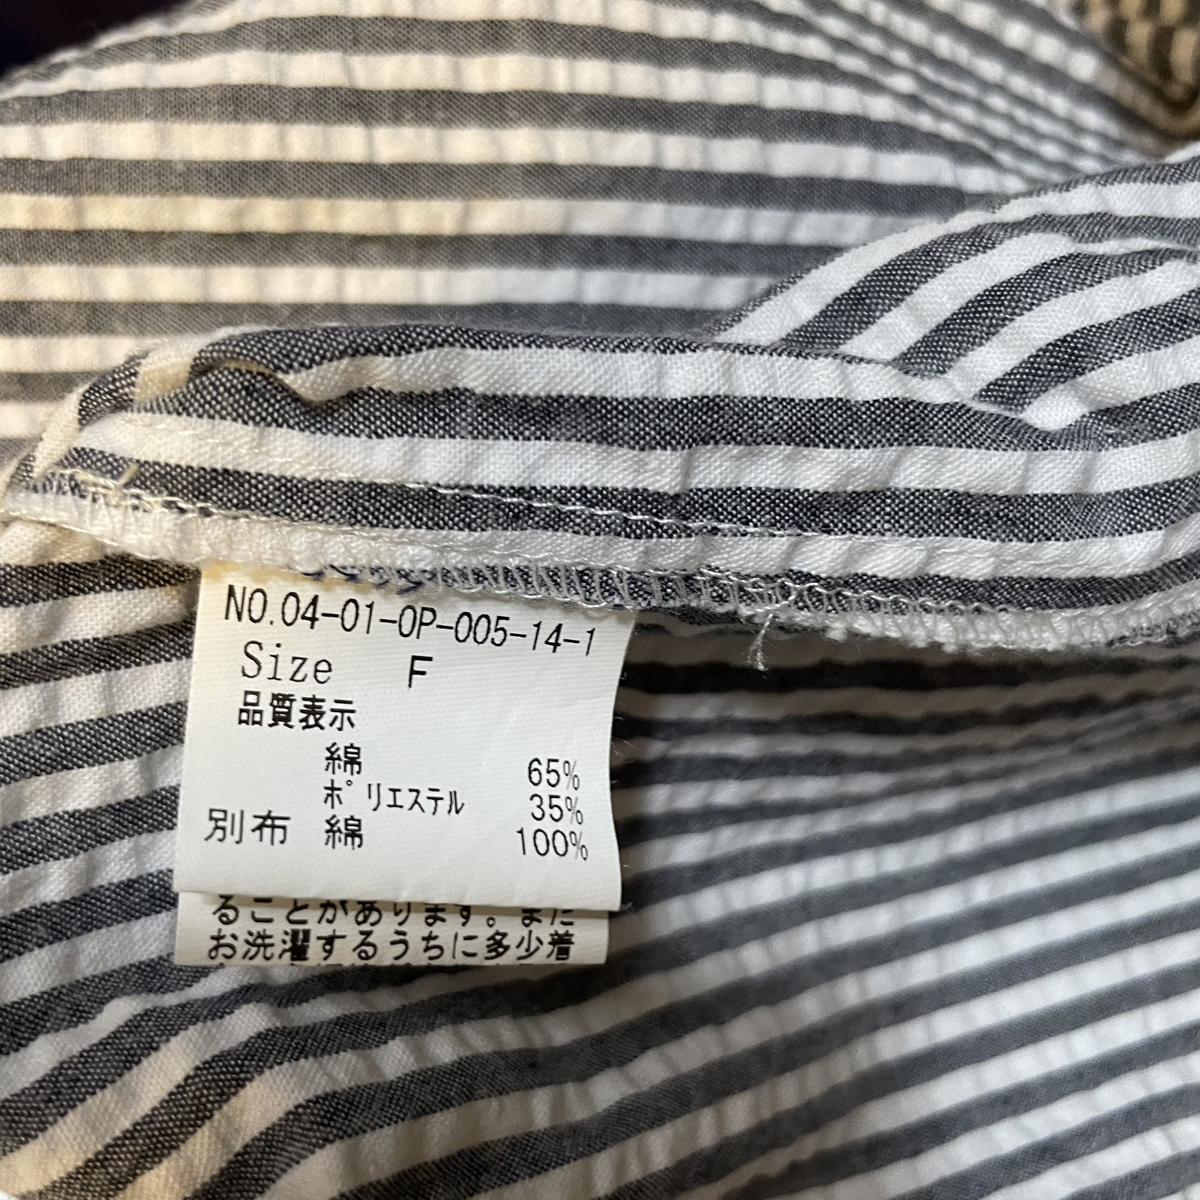 NO.04-01-OP-005-14-1
Size F
品質表示
綿 65%
ポリエステル 35%
別布 綿 100%
ることがあります。また
お洗濯するうちに多少着